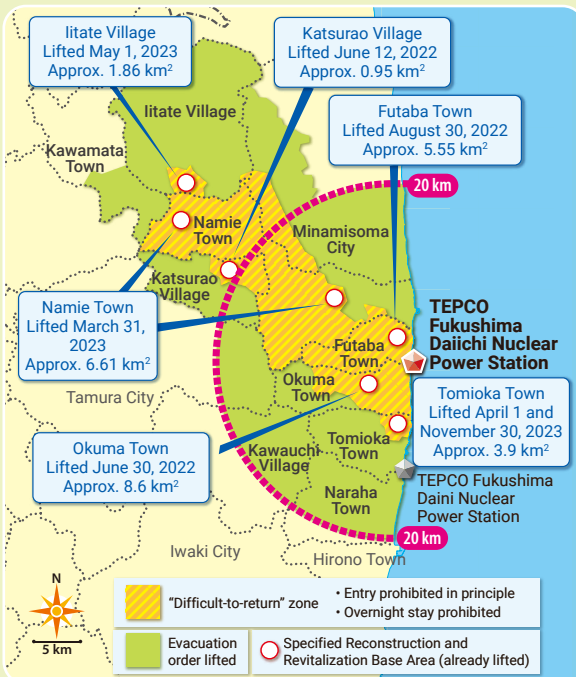 Iitate Village
Lifted May 1, 2023
Approx. 1.86 km²
Katsurao Village
Lifted June 12, 2022
Approx. 0.95 km²
Futaba Town
Lifted August 30, 2022
Approx. 5.55 km²
Iitate Village
Kawamata
Town
20 km
Namie
Town
Minamisoma
City
Katsurao
Village
Namie Town
Lifted March 31,
2023
Approx. 6.61 km²
TEPCO
Fukushima
Daiichi Nuclear
Power Station
Futaba
Town
Okuma
Town
Tamura City
Tomioka Town
Lifted April 1 and
November 30, 2023
Approx. 3.9 km²
Okuma Town
Lifted June 30, 2022
Approx. 8.6 km²
Tomioka
Town
Kawauchi
Village
TEPCO Fukushima
Daini Nuclear
Power Station
Naraha
Town
20 km
Iwaki City
Hirono Town
N
5 km
"Difficult-to-return" zone
• Entry prohibited in principle
• Overnight stay prohibited
Evacuation
order lifted
Specified Reconstruction and
Revitalization Base Area (already lifted)